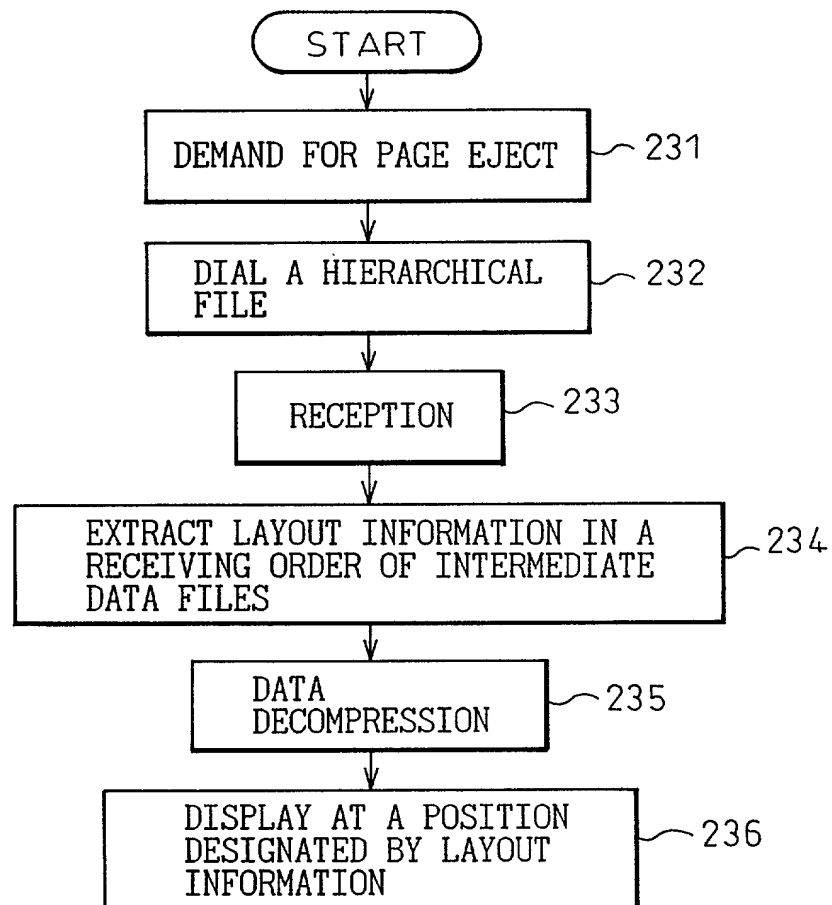 START
DEMAND FOR PAGE EJECT
231
DIAL A HIERARCHICAL
FILE
232
RECEPTION
233
EXTRACT LAYOUT INFORMATION IN A
RECEIVING ORDER OF INTERMEDIATE
DATA FILES
234
DATA
DECOMPRESSION
235
DISPLAY AT A POSITION
DESIGNATED BY LAYOUT
INFORMATION
236